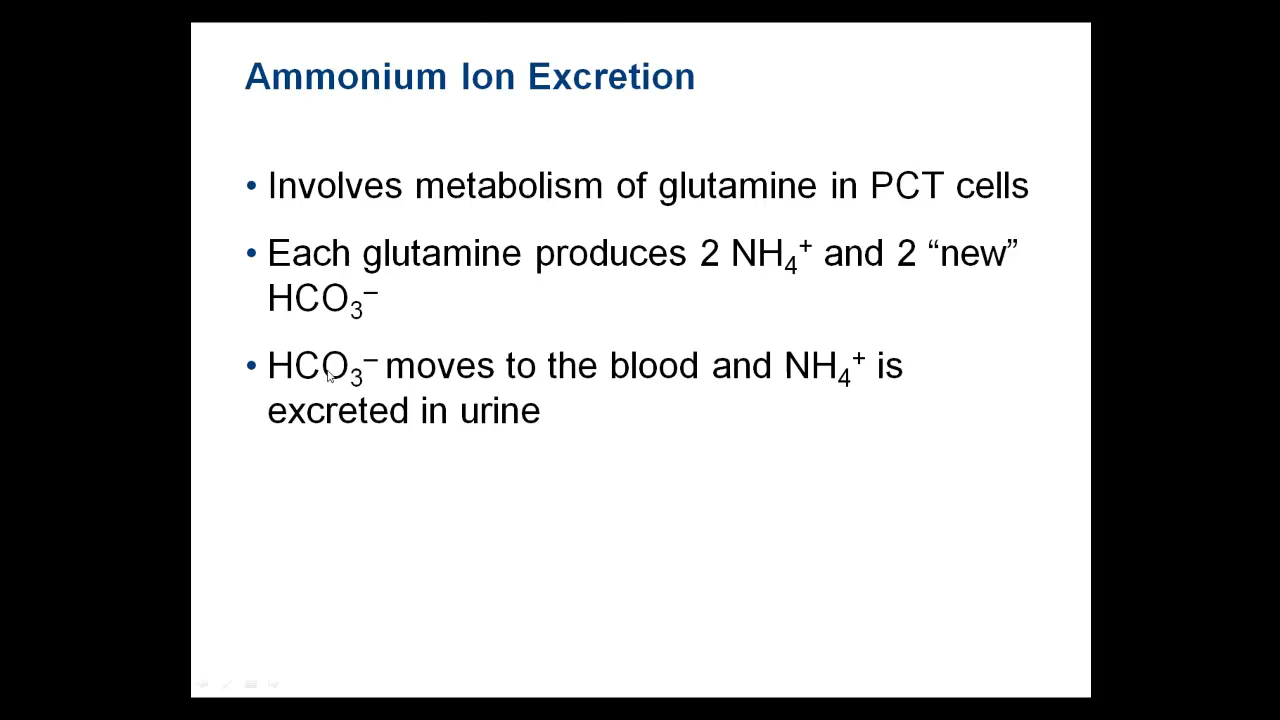 Ammonium Ion Excretion
• Involves metabolism of glutamine in PCT cells
• Each glutamine produces 2 NH₄⁺ and 2 “new”
HCO₃⁻
• HCO₃⁻ moves to the blood and NH₄⁺ is
excreted in urine